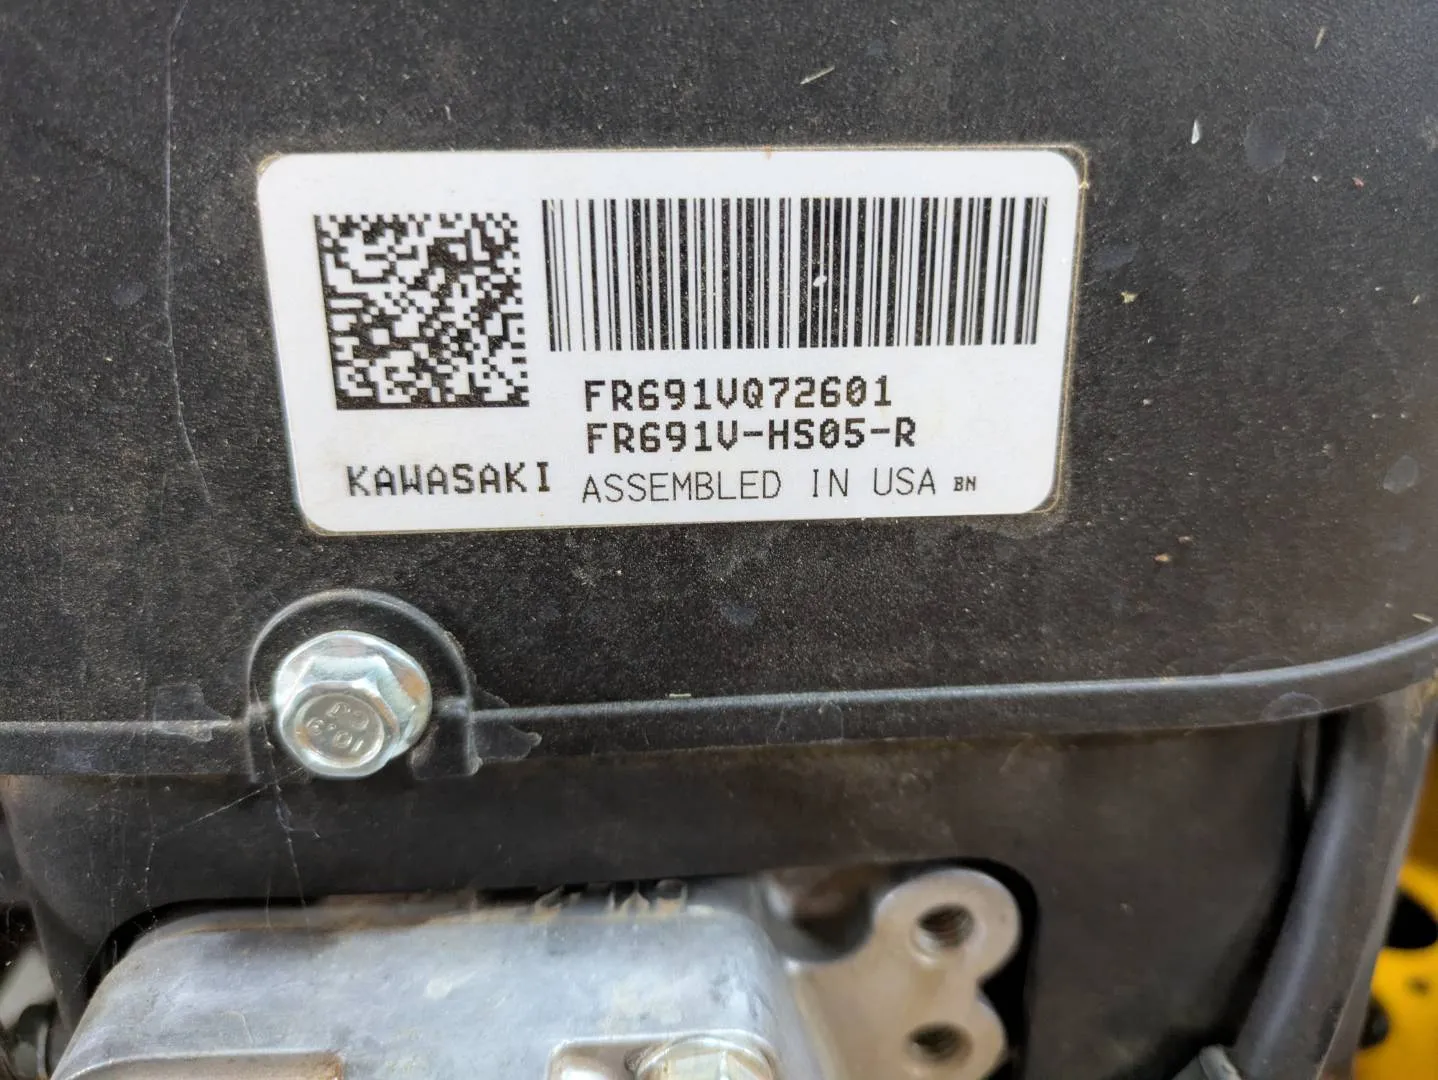 FR691VQ72601
FR691V-HS05-R
KAWASAKI ASSEMBLED IN USA BN